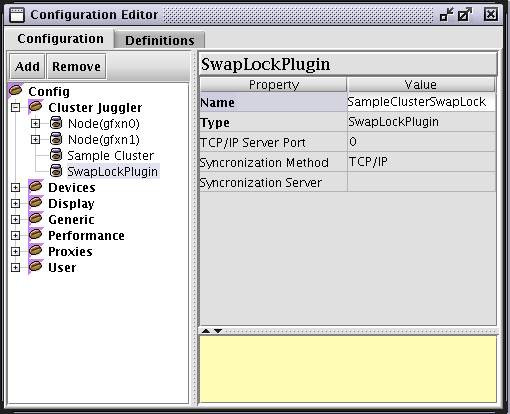 Configuration Editor
Configuration Definitions
Add Remove
Config
Cluster Juggler
Node(gfxn0)
Node(gfxn1)
Sample Cluster
SwapLockPlugin
Devices
Display
Generic
Performance
Proxies
User
SwapLockPlugin
Property Value
Name SampleClusterSwapLock
Type SwapLockPlugin
TCP/IP Server Port 0
Syncronization Method TCP/IP
Syncronization Server